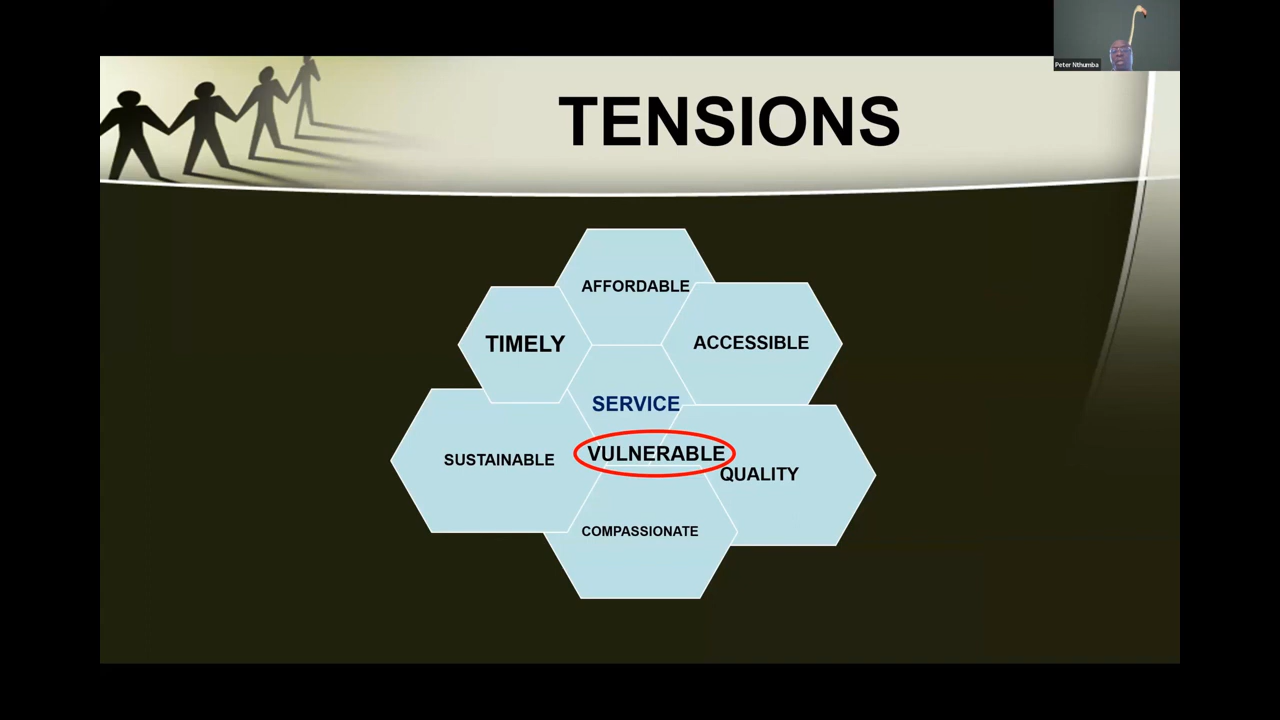 Peter Nthumba
TENSIONS
AFFORDABLE
TIMELY
ACCESSIBLE
SERVICE
VULNERABLE
SUSTAINABLE
QUALITY
COMPASSIONATE